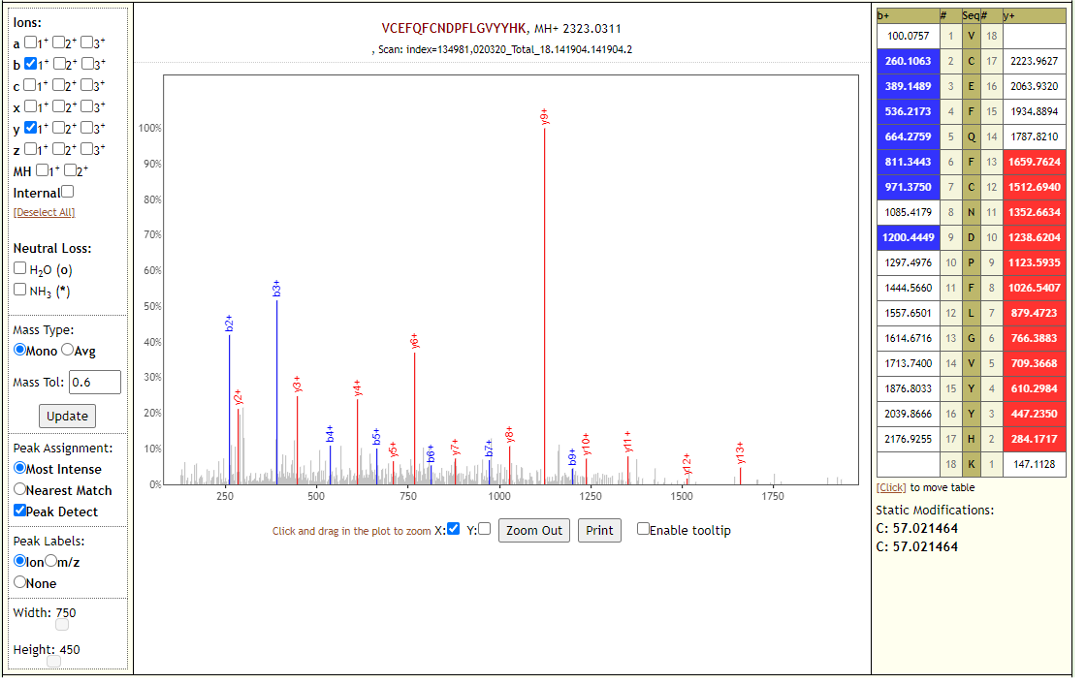 Ions:
a 1+ 2+ 3+
b 1+ 2+ 3+
c 1+ 2+ 3+
x 1+ 2+ 3+
y 1+ 2+ 3+
z 1+ 2+ 3+
MH 1+ 2+
Internal
[Deselect All]
Neutral Loss:
H2O (o)
NH3 (*)
Mass Type:
Mono Avg
Mass Tol: 0.6
Update
Peak Assignment:
Most Intense
Nearest Match
Peak Detect
Peak Labels:
Ion m/z
None
Width: 750
Height: 450
VCEFQFCNDPFLGVYYHK, MH+ 2323.0311
, Scan: index=134981,020320_Total_18.141904.141904.2
100%
90%
80%
70%
60%
50%
40%
30%
20%
10%
0%
b2+
y2+
b3+
y3+
b4+
y4+
b5+
y5+
y6+
b6+
y7+
b7+
y8+
y9+
b9+
y10+
y11+
y12+
y13+
250 500 750 1000 1250 1500 1750
Click and drag in the plot to zoom X: Y: Zoom Out Print Enable tooltip
b+ # Seq # y+
100.0757 1 V 18
260.1063 2 C 17 2223.9627
389.1489 3 E 16 2063.9320
536.2173 4 F 15 1934.8894
664.2759 5 Q 14 1787.8210
811.3443 6 F 13 1659.7624
971.3750 7 C 12 1512.6940
1085.4179 8 N 11 1352.6634
1200.4449 9 D 10 1238.6204
1297.4976 10 P 9 1123.5935
1444.5660 11 F 8 1026.5407
1557.6501 12 L 7 879.4723
1614.6716 13 G 6 766.3883
1713.7400 14 V 5 709.3668
1876.8033 15 Y 4 610.2984
2039.8666 16 Y 3 447.2350
2176.9255 17 H 2 284.1717
18 K 1 147.1128
[Click] to move table
Static Modifications:
C: 57.021464
C: 57.021464